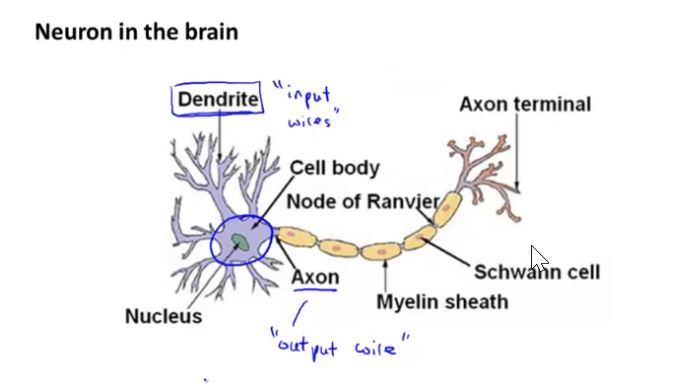 Neuron in the brain
Dendrite
"input
wires"
Axon terminal
Cell body
Node of Ranvier
Axon
Schwann cell
Myelin sheath
Nucleus
"output wire"